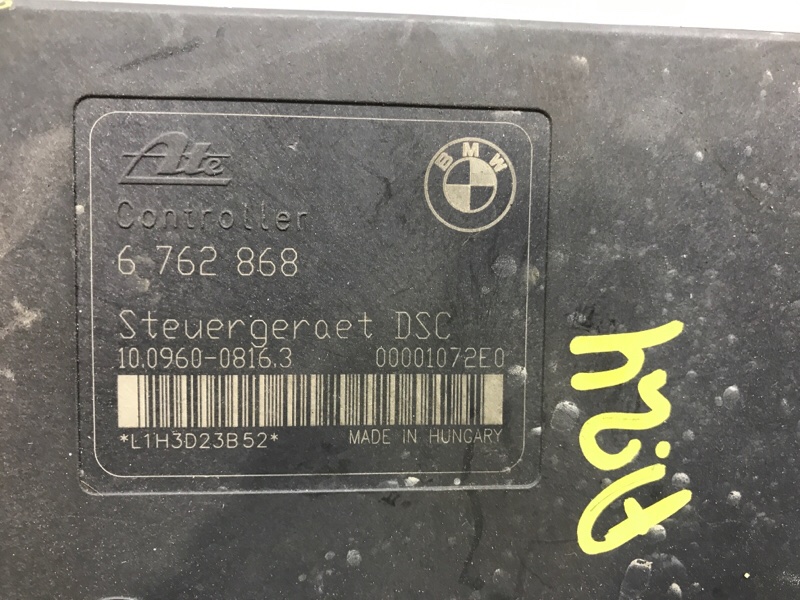 Ate
BMW
Controller
6 762 868
Steuergeraet DSC
10.0960-0816.3 00001072E0
*L1H3D23B52*
MADE IN HUNGARY